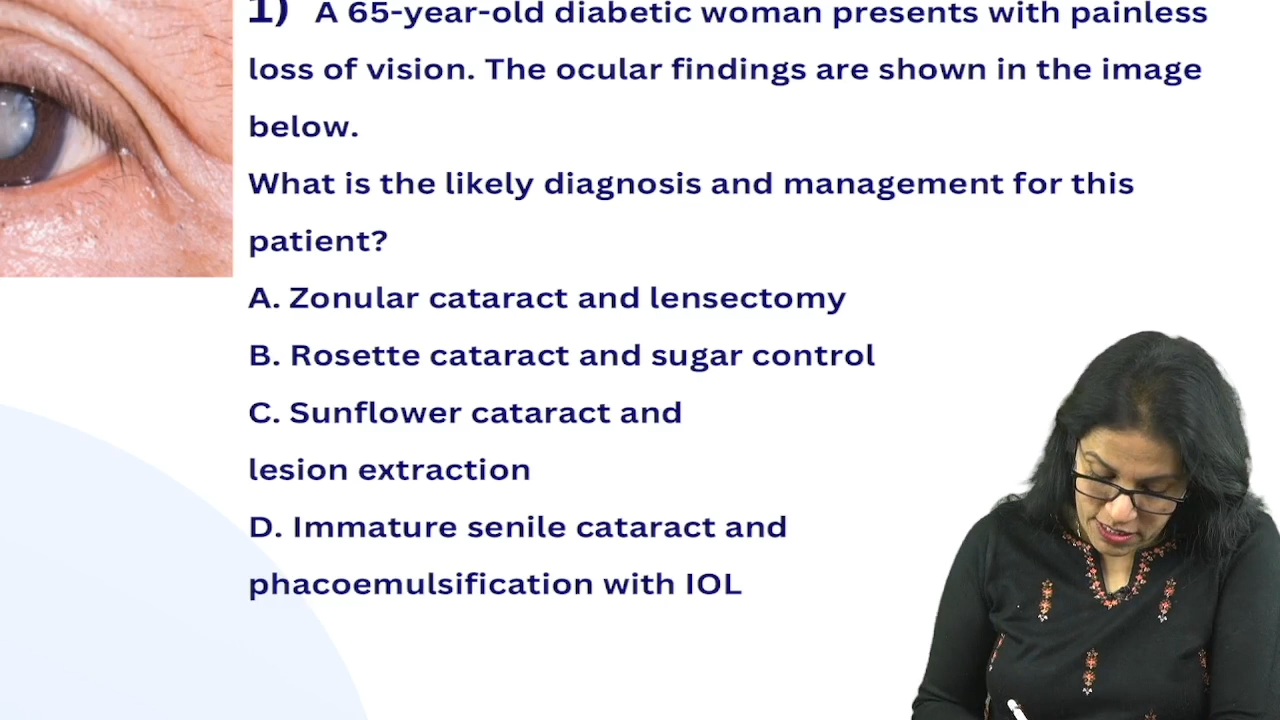 1) A 65-year-old diabetic woman presents with painless
loss of vision. The ocular findings are shown in the image
below.
What is the likely diagnosis and management for this
patient?
A. Zonular cataract and lensectomy
B. Rosette cataract and sugar control
C. Sunflower cataract and
lesion extraction
D. Immature senile cataract and
phacoemulsification with IOL